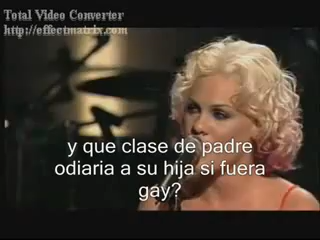 Total Video Converter
http://effectmatrix.com
y que clase de padre
odiaria a su hija si fuera
gay?